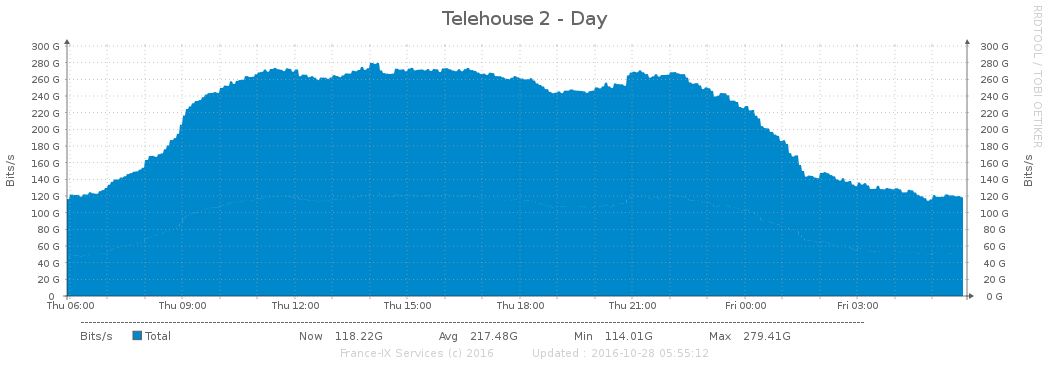 Telehouse 2 - Day
RRDTOOL / TOBI OETIKER
Bits/s
300 G 300 G
280 G 280 G
260 G 260 G
240 G 240 G
220 G 220 G
200 G 200 G
180 G 180 G
160 G 160 G
140 G 140 G
120 G 120 G
100 G 100 G
80 G 80 G
60 G 60 G
40 G 40 G
20 G 20 G
0 0 G
Bits/s
Thu 06:00 Thu 09:00 Thu 12:00 Thu 15:00 Thu 18:00 Thu 21:00 Fri 00:00 Fri 03:00
Bits/s Total Now 118.22G Avg 217.48G Min 114.01G Max 279.41G
France-IX Services (c) 2016 Updated : 2016-10-28 05:55:12